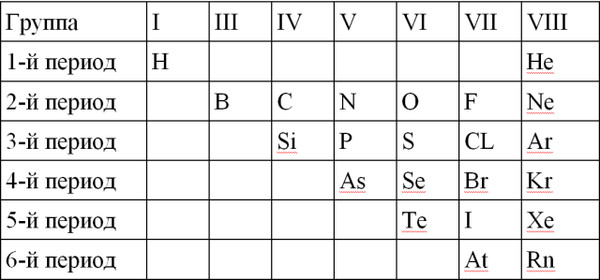 Группа I III IV V VI VII VIII
1-й период H He
2-й период B C N O F Ne
3-й период Si P S CL Ar
4-й период As Se Br Kr
5-й период Te I Xe
6-й период At Rn